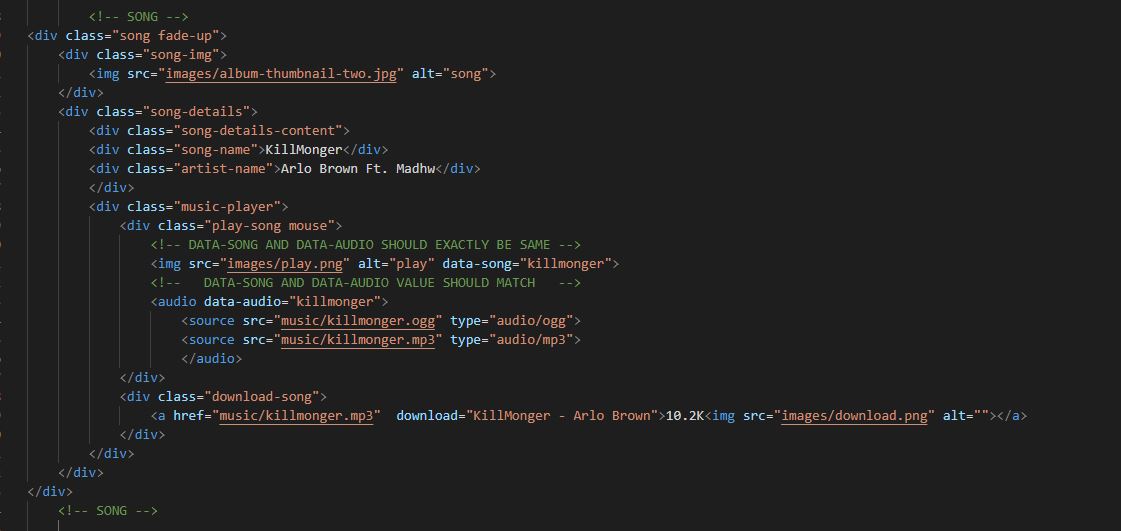 <!-- SONG -->
<div class="song fade-up">
<div class="song-img">
<img src="images/album-thumbnail-two.jpg" alt="song">
</div>
<div class="song-details">
<div class="song-details-content">
<div class="song-name">KillMonger</div>
<div class="artist-name">Arlo Brown Ft. Madhw</div>
</div>
<div class="music-player">
<div class="play-song mouse">
<!-- DATA-SONG AND DATA-AUDIO SHOULD EXACTLY BE SAME -->
<img src="images/play.png" alt="play" data-song="killmonger">
<!--   DATA-SONG AND DATA-AUDIO VALUE SHOULD MATCH   -->
<audio data-audio="killmonger">
<source src="music/killmonger.ogg" type="audio/ogg">
<source src="music/killmonger.mp3" type="audio/mp3">
</audio>
</div>
<div class="download-song">
<a href="music/killmonger.mp3"  download="KillMonger - Arlo Brown">10.2K<img src="images/download.png" alt=""></a>
</div>
</div>
</div>
</div>
<!-- SONG -->